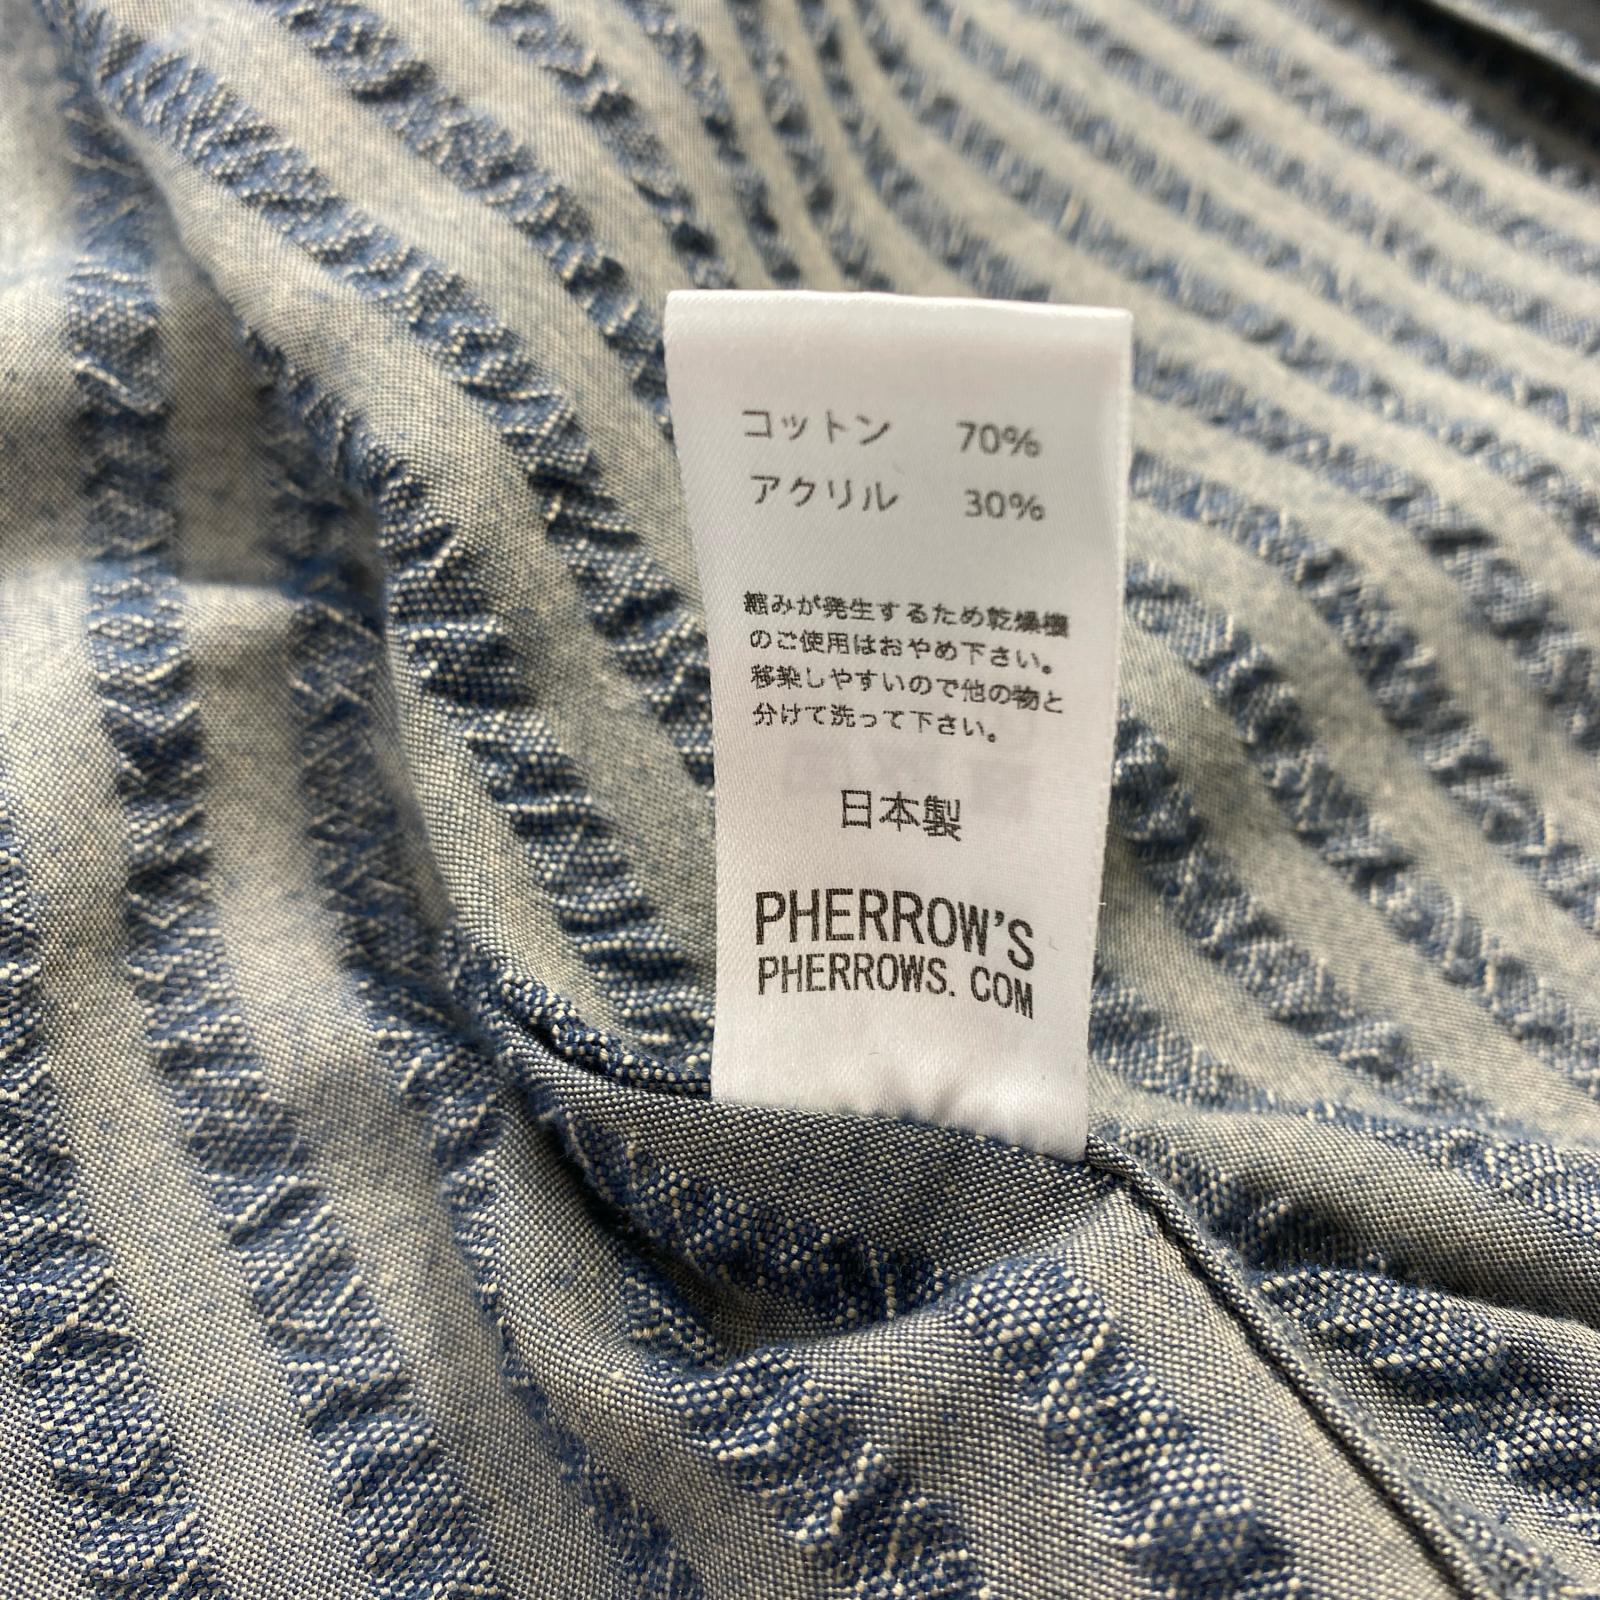 コットン 70%
アクリル 30%
縮みが発生するため乾燥機
のご使用はおやめ下さい。
移染しやすいので他の物と
分けて洗って下さい。
日本製
PHERROW'S
PHERROWS. COM